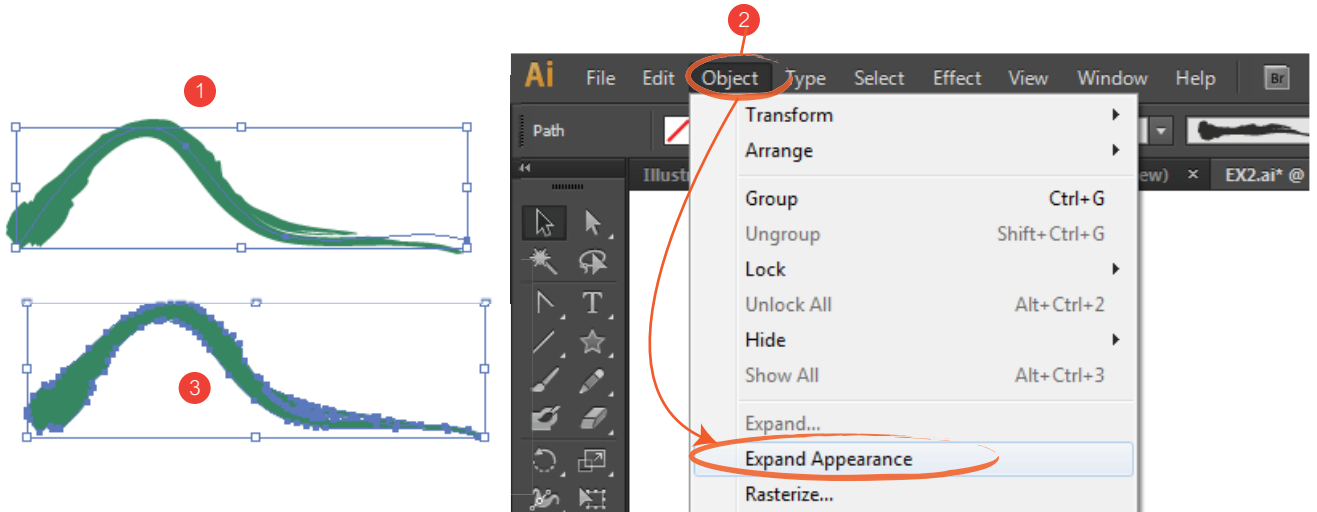 1
2
3
Ai File Edit Object Type Select Effect View Window Help Br
Path
Illust
ew) × EX2.ai* @
Transform
Arrange
Group Ctrl+G
Ungroup Shift+Ctrl+G
Lock
Unlock All Alt+Ctrl+2
Hide
Show All Alt+Ctrl+3
Expand...
Expand Appearance
Rasterize...
T